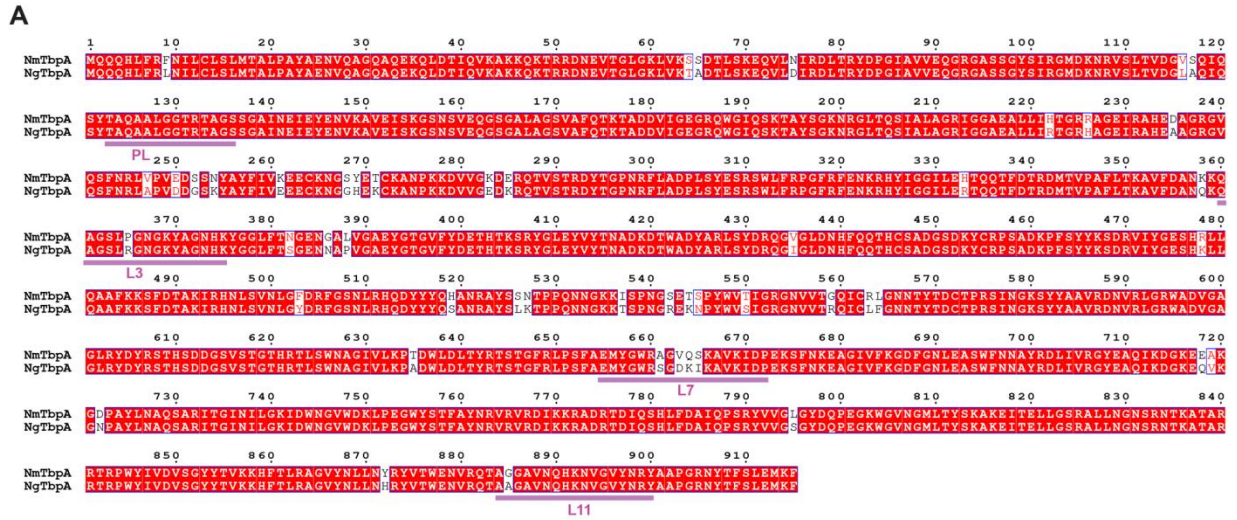 A
1 10 20 30 40 50 60 70 80 90 100 110 120
NmTbpA MQQQHLFRFNILCLSLMTALPAYAENVQAGQAQEKQLDTIQVKAKKQKTRRDNEVTGLGKLVKSSDTLSKEQVLNIRDLTRYDPGIAVVEQGRGASSGYSIRGMDKNRVSLTVDGVSQIQ
NgTbpA MQQQHLFRLNILCLSLMTALPAYAENVQAGQAQEKQLDTIQVKAKKQKTRRDNEVTGLGKLVKTADTLSKEQVLDIRDLTRYDPGIAVVEQGRGASSGYSIRGMDKNRVSLTVDGLAQIQ
130 140 150 160 170 180 190 200 210 220 230 240
NmTbpA SYTAQAALGGTRTAGSSGAINEIEYENVKAVEISKGSNSVEQGSGALAGSVAFQTKTADDVIGEGRQWGIQSKTAYSGKNRGLTQSIALAGRIGGAEALLIHTGRRAGEIRAHEDAGRGV
NgTbpA SYTAQAALGGTRTAGSSGAINEIEYENVKAVEISKGSNSVEQGSGALAGSVAFQTKTADDVIGEGRQWGIQSKTAYSGKNRGLTQSIALAGRIGGAEALLIRTGRHAGEIRAHEAAGRGV
PL
250 260 270 280 290 300 310 320 330 340 350 360
NmTbpA QSFNRLVPVEDSSNYAYFIVKEECKNGSYETCKANPKKDVVGKDERQTVSTRDYTGPNRFLADPLSYESRSWLFRPGFRFENKRHYIGGILEHTQQTFDTRDMTVPAFLTKAVFDANKKQ
NgTbpA QSFNRLAPVDDGSKYAYFIVEEECKNGGHEKCKANPKKDVVGEDKRQTVSTRDYTGPNRFLADPLSYESRSWLFRPGFRFENKRHYIGGILERTQQTFDTRDMTVPAFLTKAVFDANQKQ
370 380 390 400 410 420 430 440 450 460 470 480
NmTbpA AGSLPGNGKYAGNHKYGGLFTNGENGALVGAEYGTGVFYDETHTKSRYGLEYVYTNADKDTWADYARLSYDRQGVGLDNHFQQTHCSADGSDKYCRPSADKPFSYYKSDRVIYGESHRLL
NgTbpA AGSLRGNGKYAGNHKYGGLFTSGENNAPVGAEYGTGVFYDETHTKSRYGLEYVYTNADKDTWADYARLSYDRQGIGLDNHFQQTHCSADGSDKYCRPSADKPFSYYKSDRVIYGESHKLL
L3
490 500 510 520 530 540 550 560 570 580 590 600
NmTbpA QAAFKKSFDTAKIRHNLSVNLGFDRFGSNLRHQDYYYQHANRAYSSNTPPQNNGKKISPNGSETSPYWVTIGRGNVVTGQICRLGNNTYTDCTPRSINGKSYYAAVRDNVRLGRWADVGA
NgTbpA QAAFKKSFDTAKIRHNLSVNLGYDRFGSNLRHQDYYYQSANRAYSLKTPPQNNGKKTSPNGREKNPYWVSIGRGNVVTRQICLFGNNTYTDCTPRSINGKSYYAAVRDNVRLGRWADVGA
610 620 630 640 650 660 670 680 690 700 710 720
NmTbpA GLRYDYRSTHSDDGSVSTGTHRTLSWNAGIVLKPTDWLDLTYRTSTGFRLPSFAEMYGWRAGVQSKAVKIDPEKSFNKEAGIVFKGDFGNLEASWFNNAYRDLIVRGYEAQIKDGKEEAK
NgTbpA GLRYDYRSTHSDDGSVSTGTHRTLSWNAGIVLKPADWLDLTYRTSTGFRLPSFAEMYGWRSGDKIKAVKIDPEKSFNKEAGIVFKGDFGNLEASWFNNAYRDLIVRGYEAQIKDGKEQVK
L7
730 740 750 760 770 780 790 800 810 820 830 840
NmTbpA GDPAYLNAQSARITGINILGKIDWNGVWDKLPEGWYSTFAYNRVRVRDIKKRADRTDIQSHLFDAIQPSRYVVGLGYDQPEGKWGVNGMLTYSKAKEITELLGSRALLNGNSRNTKATAR
NgTbpA GNPAYLNAQSARITGINILGKIDWNGVWDKLPEGWYSTFAYNRVRVRDIKKRADRTDIQSHLFDAIQPSRYVVGSGYDQPEGKWGVNGMLTYSKAKEITELLGSRALLNGNSRNTKATAR
850 860 870 880 890 900 910
NmTbpA RTRPWYIVDVSGYYTVKKHFTLRAGVYNLLNYRYVTWENVRQTAGGAVNQHKNVGVYNRYAAPGRNYTFSLEMKF
NgTbpA RTRPWYIVDVSGYYTVKKHFTLRAGVYNLLNHRYVTWENVRQTAAGAVNQHKNVGVYNRYAAPGRNYTFSLEMKF
L11